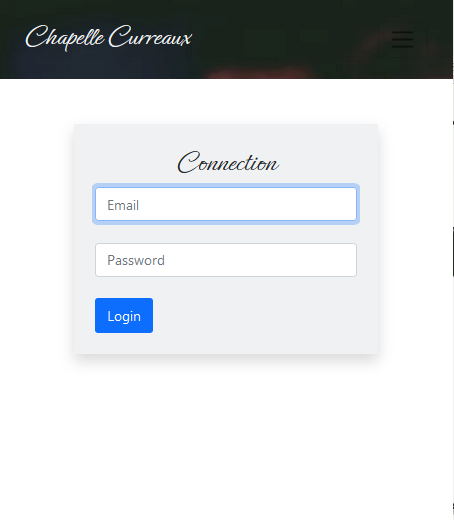 Chapelle Curreaux
Connection
Email
Password
Login